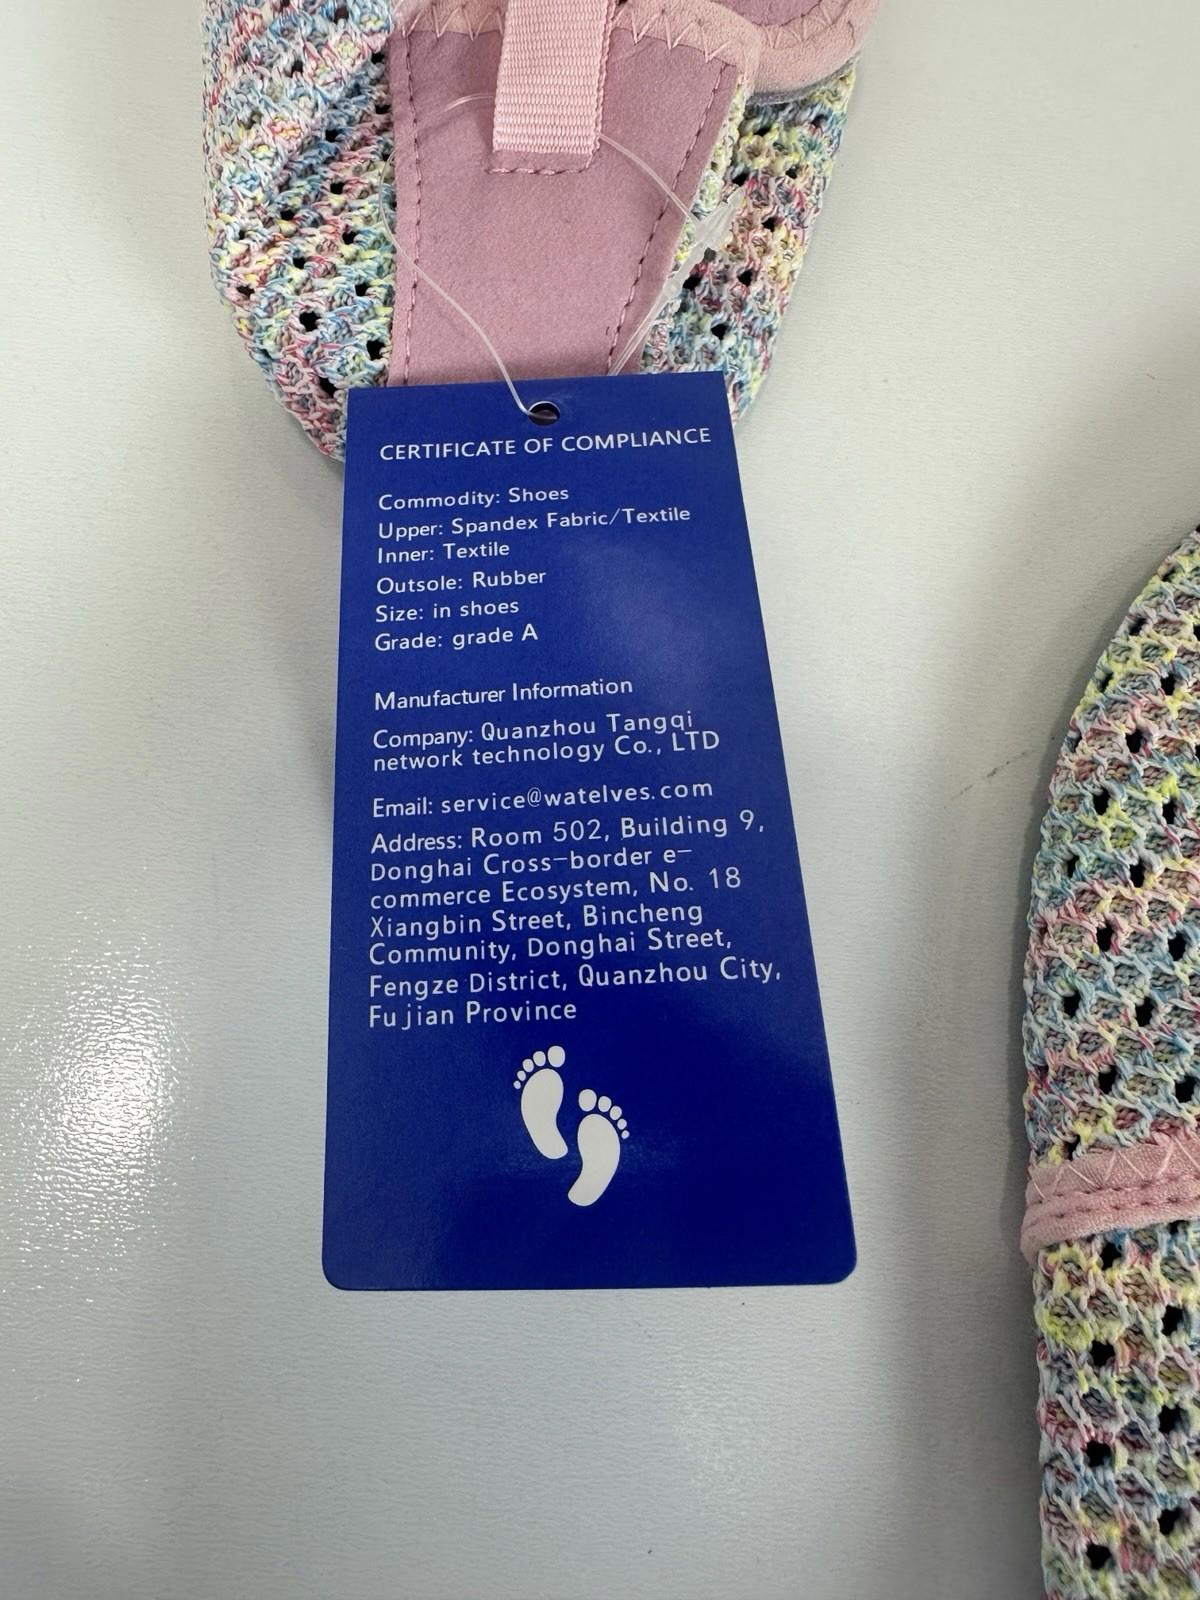 CERTIFICATE OF COMPLIANCE
Commodity: Shoes
Upper: Spandex Fabric/Textile
Inner: Textile
Outsole: Rubber
Size: in shoes
Grade: grade A
Manufacturer Information
Company: Quanzhou Tangqi
network technology Co., LTD
Email: service@watelves.com
Address: Room 502, Building 9,
Donghai Cross-border e-
commerce Ecosystem, No. 18
Xiangbin Street, Bincheng
Community, Donghai Street,
Fengze District, Quanzhou City,
Fujian Province